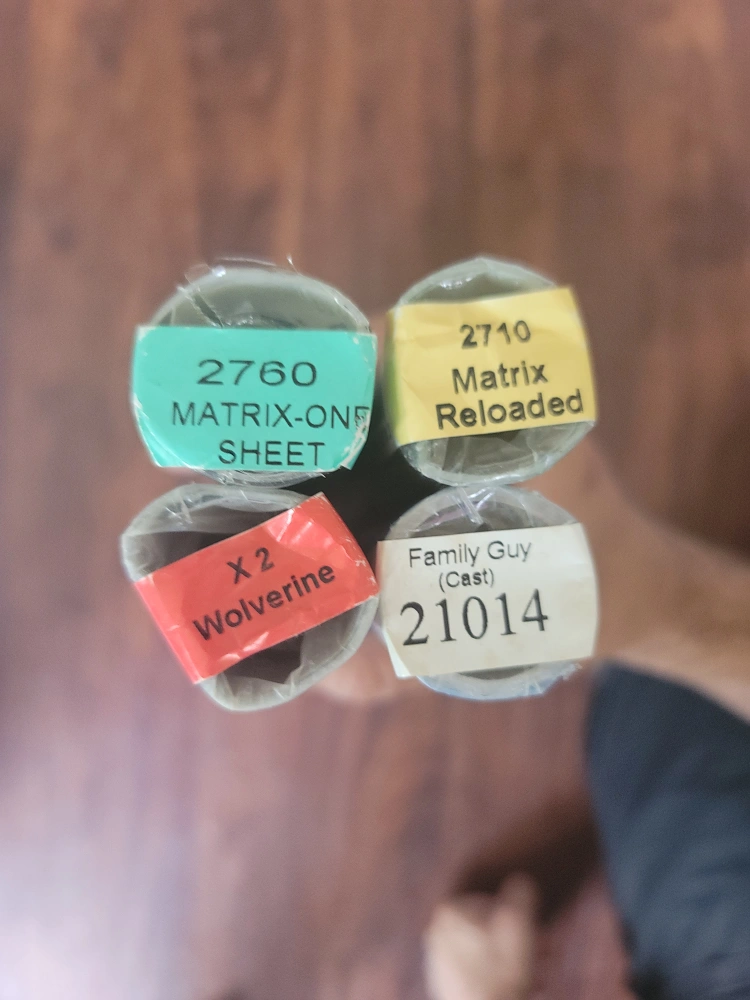 2760
MATRIX-ONE
SHEET
2710
Matrix
Reloaded
X 2
Wolverine
Family Guy
(Cast)
21014